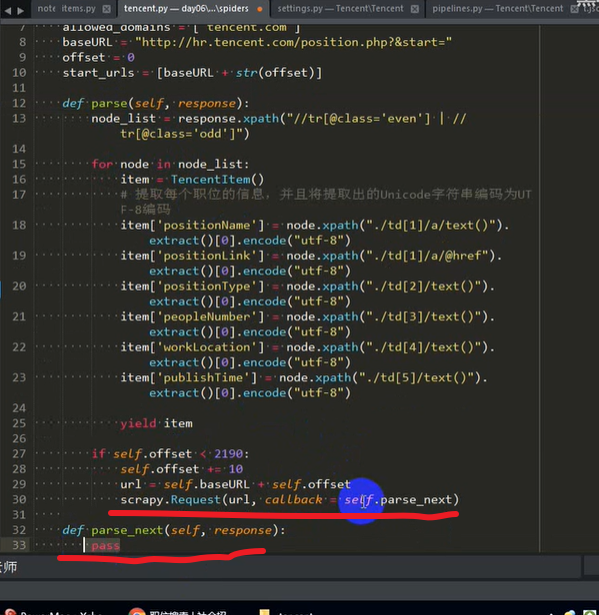 note items.py
tencent.py — day06\...\spiders
settings.py — Tencent\Tencent
pipelines.py — Tencent\Tencent
7 allowed_domains = ['tencent.com']
8 baseURL = "http://hr.tencent.com/position.php?&start="
9 offset = 0
10 start_urls = [baseURL + str(offset)]
11
12 def parse(self, response):
13 node_list = response.xpath("//tr[@class='even'] | //
tr[@class='odd']")
14
15 for node in node_list:
16 item = TencentItem()
17 # 提取每个职位的信息，并且将提取出的Unicode字符串编码为UT
F-8编码
18 item['positionName'] = node.xpath("./td[1]/a/text()").
extract()[0].encode("utf-8")
19 item['positionLink'] = node.xpath("./td[1]/a/@href").
extract()[0].encode("utf-8")
20 item['positionType'] = node.xpath("./td[2]/text()").
extract()[0].encode("utf-8")
21 item['peopleNumber'] = node.xpath("./td[3]/text()").
extract()[0].encode("utf-8")
22 item['workLocation'] = node.xpath("./td[4]/text()").
extract()[0].encode("utf-8")
23 item['publishTime'] = node.xpath("./td[5]/text()").
extract()[0].encode("utf-8")
24
25 yield item
26
27 if self.offset < 2190:
28 self.offset += 10
29 url = self.baseURL + self.offset
30 scrapy.Request(url, callback = self.parse_next)
31
32 def parse_next(self, response):
33 pass